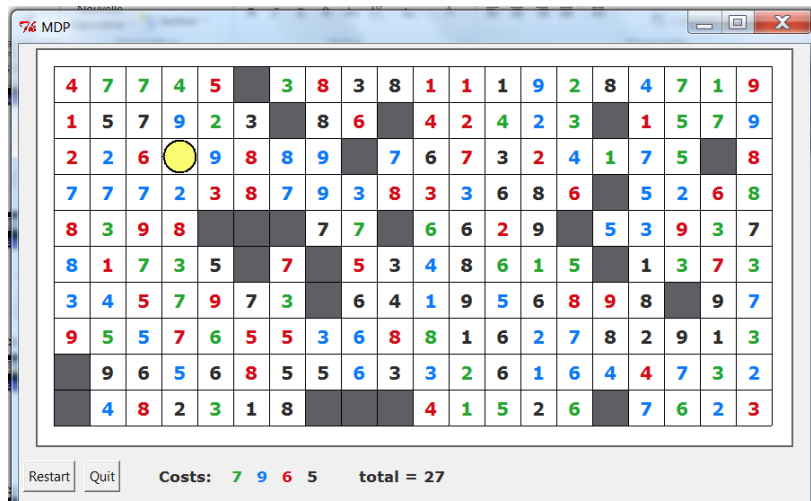 Nouvelle
MDP
4 7 7 4 5 3 8 3 8 1 1 1 9 2 8 4 7 1 9
1 5 7 9 2 3 8 6 4 2 4 2 3 1 5 7 9
2 2 6 9 8 8 9 7 6 7 3 2 4 1 7 5 8
7 7 7 2 3 8 7 9 3 8 3 3 6 8 6 5 2 6 8
8 3 9 8 7 7 6 6 2 9 5 3 9 3 7
8 1 7 3 5 7 5 3 4 8 6 1 5 1 3 7 3
3 4 5 7 9 7 3 6 4 1 9 5 6 8 9 8 9 7
9 5 5 7 6 5 5 3 6 8 8 1 6 2 7 8 2 9 1 3
9 6 5 6 8 5 5 6 3 3 2 6 1 6 4 4 7 3 2
4 8 2 3 1 8 4 1 5 2 6 7 6 2 3
Restart Quit Costs: 7 9 6 5 total = 27